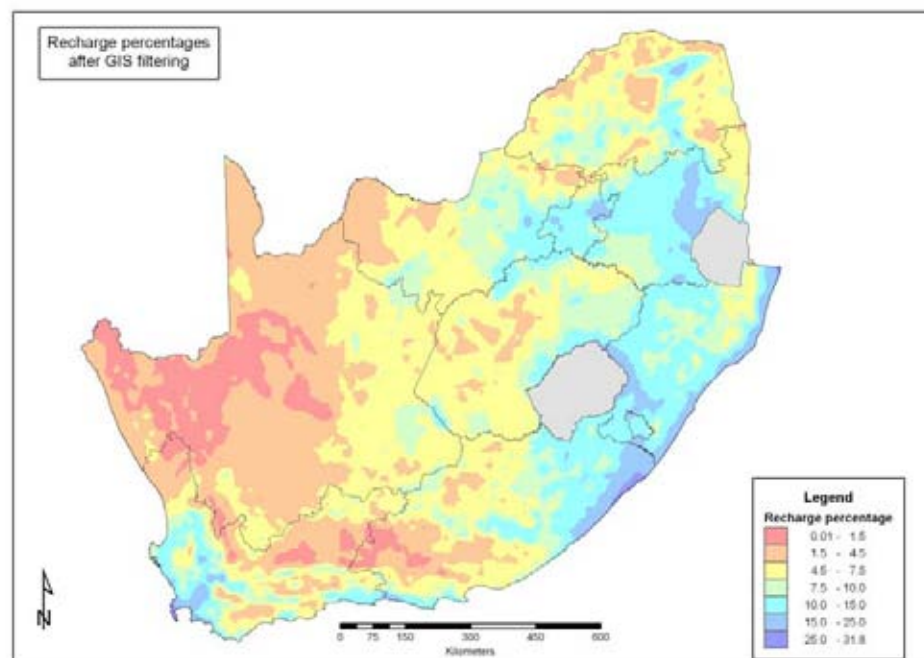 Recharge percentages
after GIS filtering
Legend
Recharge percentage
0.01 - 1.5
1.5 - 4.5
4.5 - 7.5
7.5 - 10.0
10.0 - 15.0
15.0 - 25.0
25.0 - 31.8
N
0 75 150 300 450 600
Kilometers